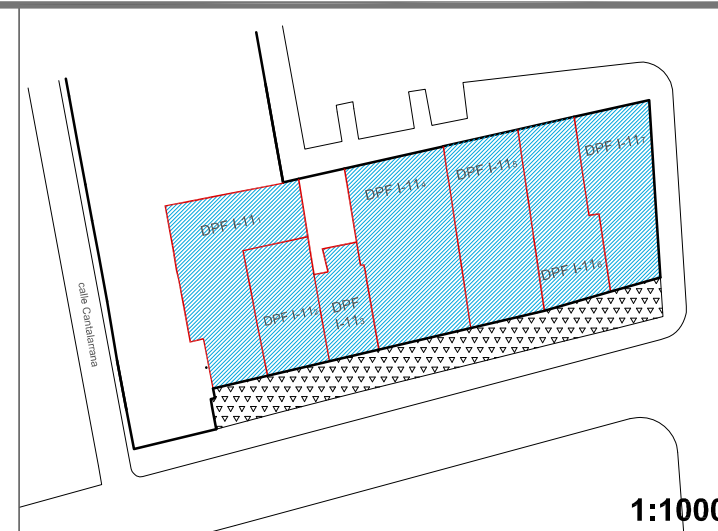 DPF I-11₁
DPF I-11₂
DPF
I-11₃
DPF I-11₄
DPF I-11₅
DPF I-11₆
DPF I-11₇
calle Cantalarrana
1:1000